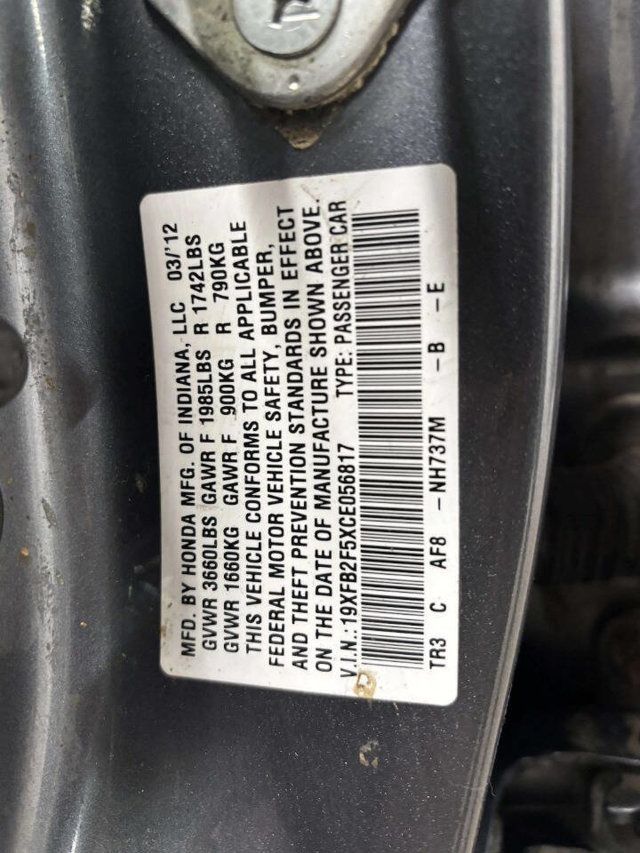 MFD. BY HONDA MFG. OF INDIANA, LLC 03/'12
GVWR 3660LBS GAWR F 1985LBS R 1742LBS
GVWR 1660KG GAWR F 900KG R 790KG
THIS VEHICLE CONFORMS TO ALL APPLICABLE
FEDERAL MOTOR VEHICLE SAFETY, BUMPER,
AND THEFT PREVENTION STANDARDS IN EFFECT
ON THE DATE OF MANUFACTURE SHOWN ABOVE.
V.I.N.: 19XFB2F5XCE056817 TYPE: PASSENGER CAR
TR3 C AF8 -NH737M -B -E